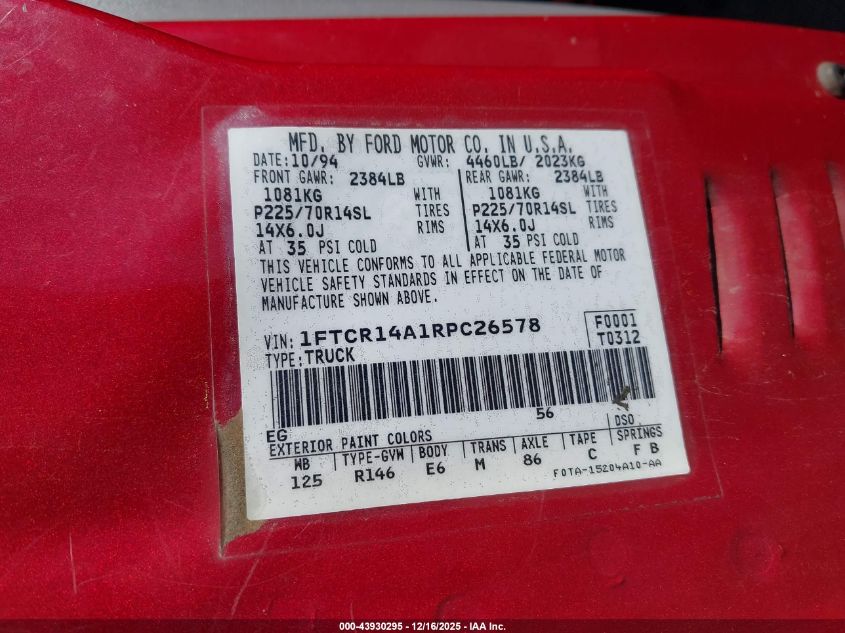 MFD. BY FORD MOTOR CO. IN U.S.A.
DATE: 10/94 GVWR: 4460LB/ 2023KG
FRONT GAWR: 2384LB REAR GAWR: 2384LB
1081KG WITH 1081KG WITH
P225/70R14SL TIRES P225/70R14SL TIRES
14X6.0J RIMS 14X6.0J RIMS
AT 35 PSI COLD AT 35 PSI COLD
THIS VEHICLE CONFORMS TO ALL APPLICABLE FEDERAL MOTOR
VEHICLE SAFETY STANDARDS IN EFFECT ON THE DATE OF
MANUFACTURE SHOWN ABOVE.
VIN: 1FTCR14A1RPC26578 F0001
TYPE: TRUCK T0312
56
EG DSO
EXTERIOR PAINT COLORS
WB TYPE-GVW BODY TRANS AXLE TAPE SPRINGS
125 R146 E6 M 86 C F B
F0TA-15204A10-AA
000-43930295 - 12/16/2025 - IAA Inc.